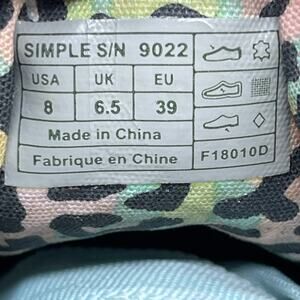 SIMPLE S/N 9022
USA UK EU
8 6.5 39
Made in China
Fabrique en Chine F18010D